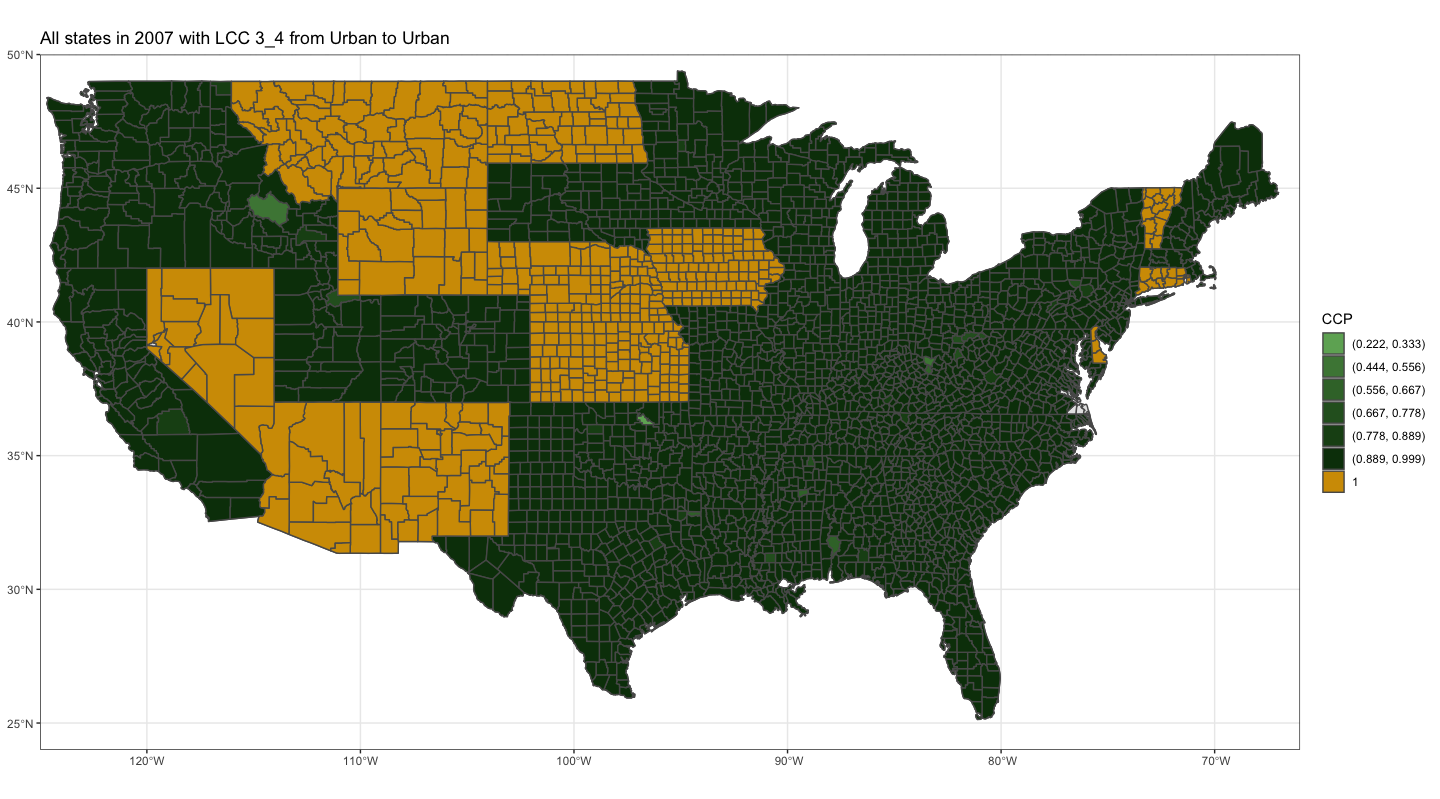 All states in 2007 with LCC 3_4 from Urban to Urban
50°N
45°N
40°N
35°N
30°N
25°N
120°W
110°W
100°W
90°W
80°W
70°W
CCP
(0.222, 0.333)
(0.444, 0.556)
(0.556, 0.667)
(0.667, 0.778)
(0.778, 0.889)
(0.889, 0.999)
1